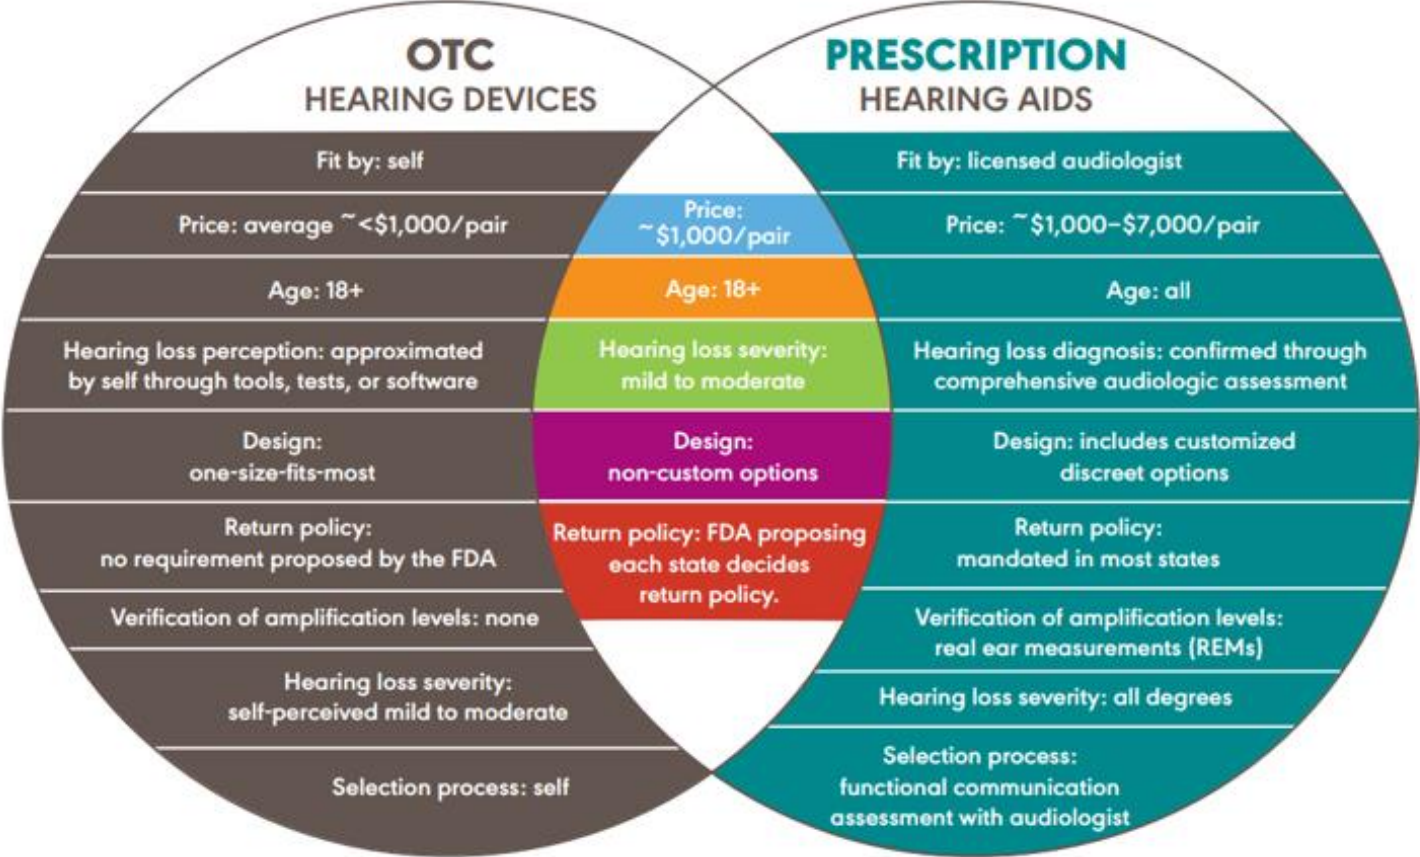 OTC
HEARING DEVICES
Fit by: self
Price: average ~<$1,000/pair
Age: 18+
Hearing loss perception: approximated
by self through tools, tests, or software
Design:
one-size-fits-most
Return policy:
no requirement proposed by the FDA
Verification of amplification levels: none
Hearing loss severity:
self-perceived mild to moderate
Selection process: self
Price:
~$1,000/pair
Age: 18+
Hearing loss severity:
mild to moderate
Design:
non-custom options
Return policy: FDA proposing
each state decides
return policy.
PRESCRIPTION
HEARING AIDS
Fit by: licensed audiologist
Price: ~$1,000–$7,000/pair
Age: all
Hearing loss diagnosis: confirmed through
comprehensive audiologic assessment
Design: includes customized
discreet options
Return policy:
mandated in most states
Verification of amplification levels:
real ear measurements (REMs)
Hearing loss severity: all degrees
Selection process:
functional communication
assessment with audiologist